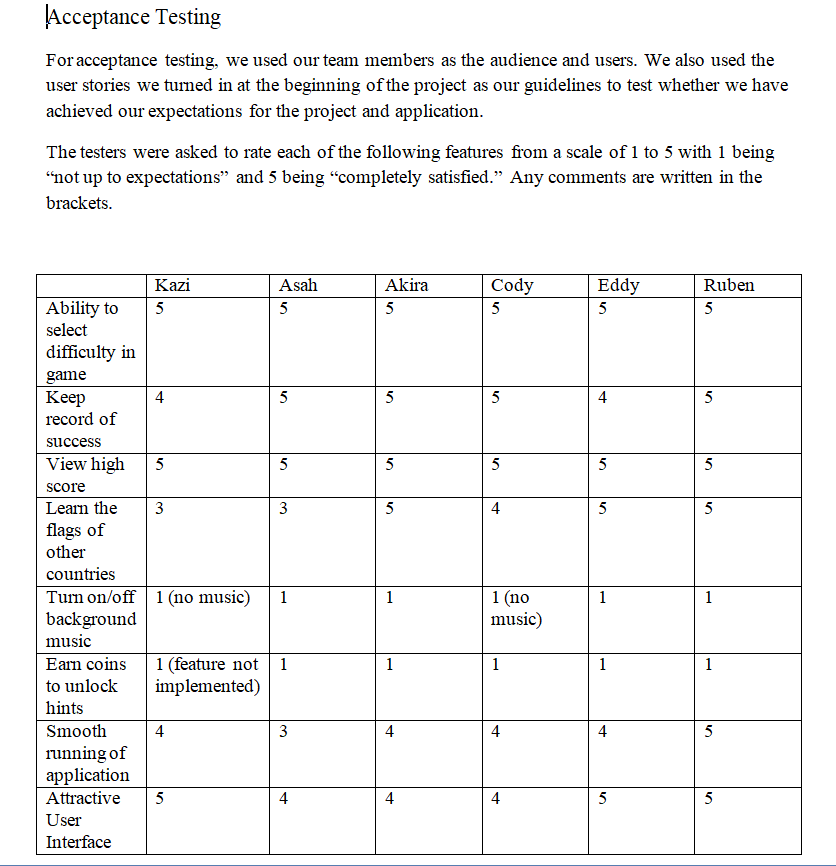 Acceptance Testing
For acceptance testing, we used our team members as the audience and users. We also used the
user stories we turned in at the beginning of the project as our guidelines to test whether we have
achieved our expectations for the project and application.
The testers were asked to rate each of the following features from a scale of 1 to 5 with 1 being
“not up to expectations” and 5 being “completely satisfied.” Any comments are written in the
brackets.
Kazi Asah Akira Cody Eddy Ruben
Ability to 5 5 5 5 5 5
select
difficulty in
game
Keep 4 5 5 5 4 5
record of
success
View high 5 5 5 5 5 5
score
Learn the 3 3 5 4 5 5
flags of
other
countries
Turn on/off 1 (no music) 1 1 1 (no 1 1
background music)
music
Earn coins 1 (feature not 1 1 1 1 1
to unlock implemented)
hints
Smooth 4 3 4 4 4 5
running of
application
Attractive 5 4 4 4 5 5
User
Interface